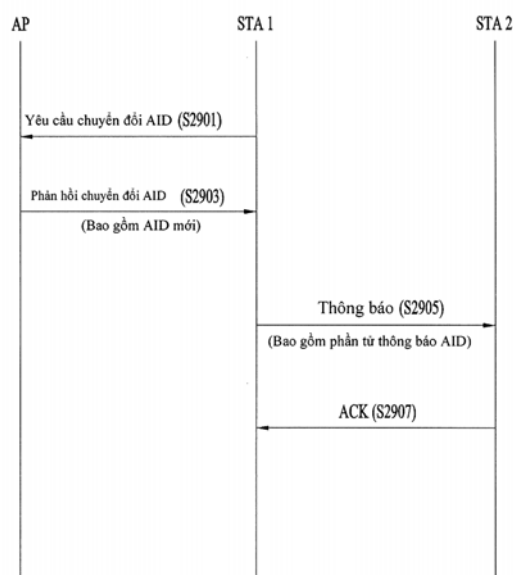 AP STA 1 STA 2
Yêu cầu chuyển đổi AID (S2901)
Phản hồi chuyển đổi AID (S2903)
(Bao gồm AID mới)
Thông báo (S2905)
(Bao gồm phần tử thông báo AID)
ACK (S2907)